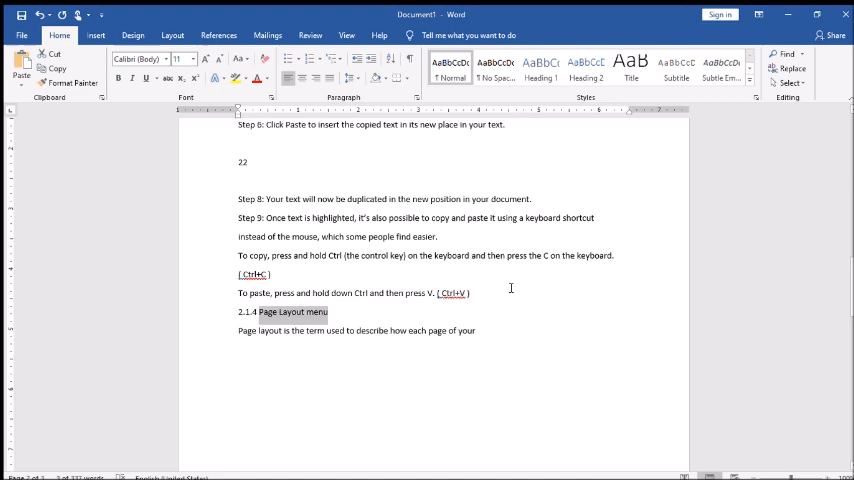 Document1 - Word
Sign in
File Home Insert Design Layout References Mailings Review View Help Tell me what you want to do Share
Paste Cut Copy Format Painter Clipboard
Calibri (Body) 11 Font
Paragraph
AaBbCcDc ¶ Normal
AaBbCcDc ¶ No Spac...
AaBbCc Heading 1
AaBbCcC Heading 2
AaB Title
AaBbCcD Subtitle
AaBbCcDc Subtle Em...
Styles
Find Replace Select Editing
Step 6: Click Paste to insert the copied text in its new place in your text.
22
Step 8: Your text will now be duplicated in the new position in your document.
Step 9: Once text is highlighted, it's also possible to copy and paste it using a keyboard shortcut
instead of the mouse, which some people find easier.
To copy, press and hold Ctrl (the control key) on the keyboard and then press the C on the keyboard.
( Ctrl+C )
To paste, press and hold down Ctrl and then press V. ( Ctrl+V )
2.1.4 Page Layout menu
Page layout is the term used to describe how each page of your
English (United States)
100%